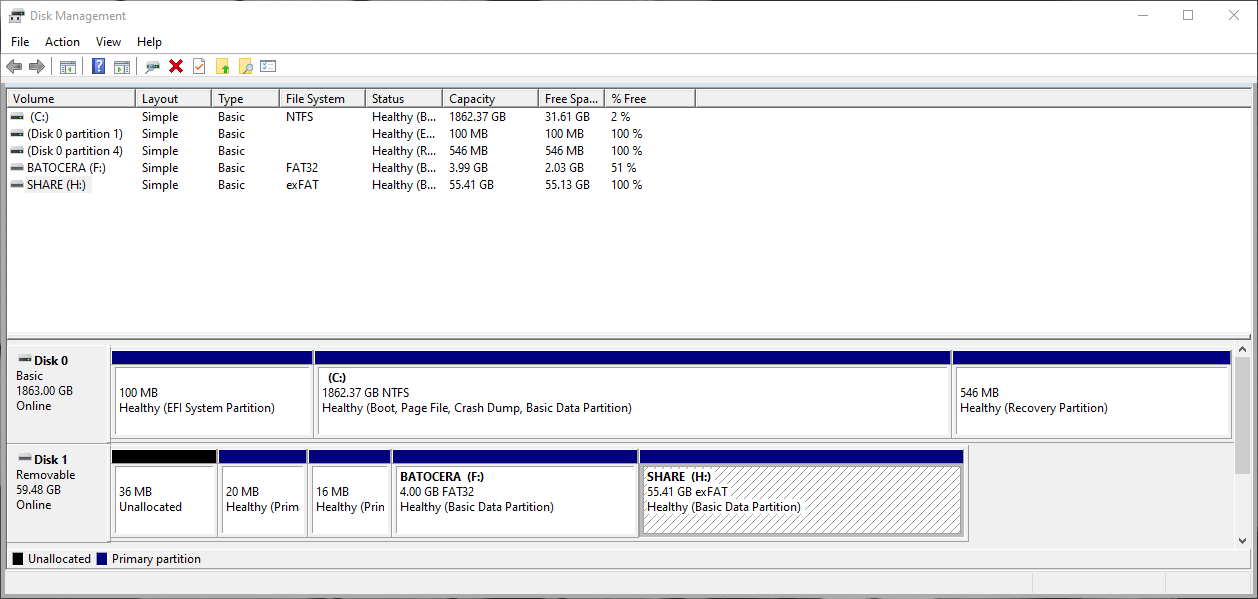 Disk Management
File Action View Help
Volume Layout Type File System Status Capacity Free Spa... % Free
(C:) Simple Basic NTFS Healthy (B... 1862.37 GB 31.61 GB 2 %
(Disk 0 partition 1) Simple Basic Healthy (E... 100 MB 100 MB 100 %
(Disk 0 partition 4) Simple Basic Healthy (R... 546 MB 546 MB 100 %
BATOCERA (F:) Simple Basic FAT32 Healthy (B... 3.99 GB 2.03 GB 51 %
SHARE (H:) Simple Basic exFAT Healthy (B... 55.41 GB 55.13 GB 100 %
Disk 0
Basic
1863.00 GB
Online
100 MB
Healthy (EFI System Partition)
(C:)
1862.37 GB NTFS
Healthy (Boot, Page File, Crash Dump, Basic Data Partition)
546 MB
Healthy (Recovery Partition)
Disk 1
Removable
59.48 GB
Online
36 MB
Unallocated
20 MB
Healthy (Prim
16 MB
Healthy (Prin
BATOCERA (F:)
4.00 GB FAT32
Healthy (Basic Data Partition)
SHARE (H:)
55.41 GB exFAT
Healthy (Basic Data Partition)
Unallocated Primary partition